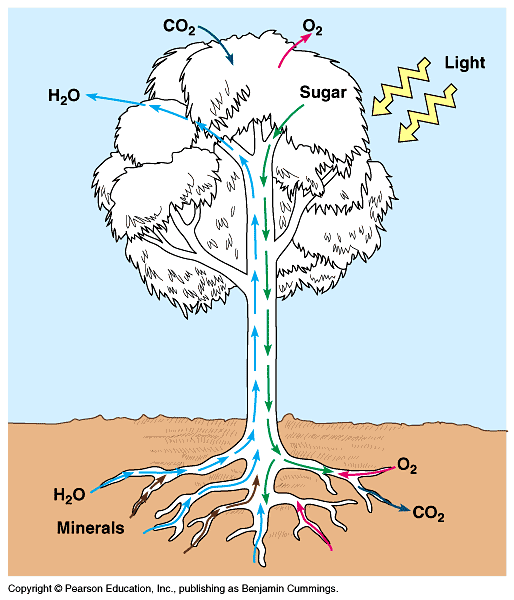 CO₂
O₂
Light
H₂O
Sugar
O₂
H₂O
CO₂
Minerals
Copyright © Pearson Education, Inc., publishing as Benjamin Cummings.